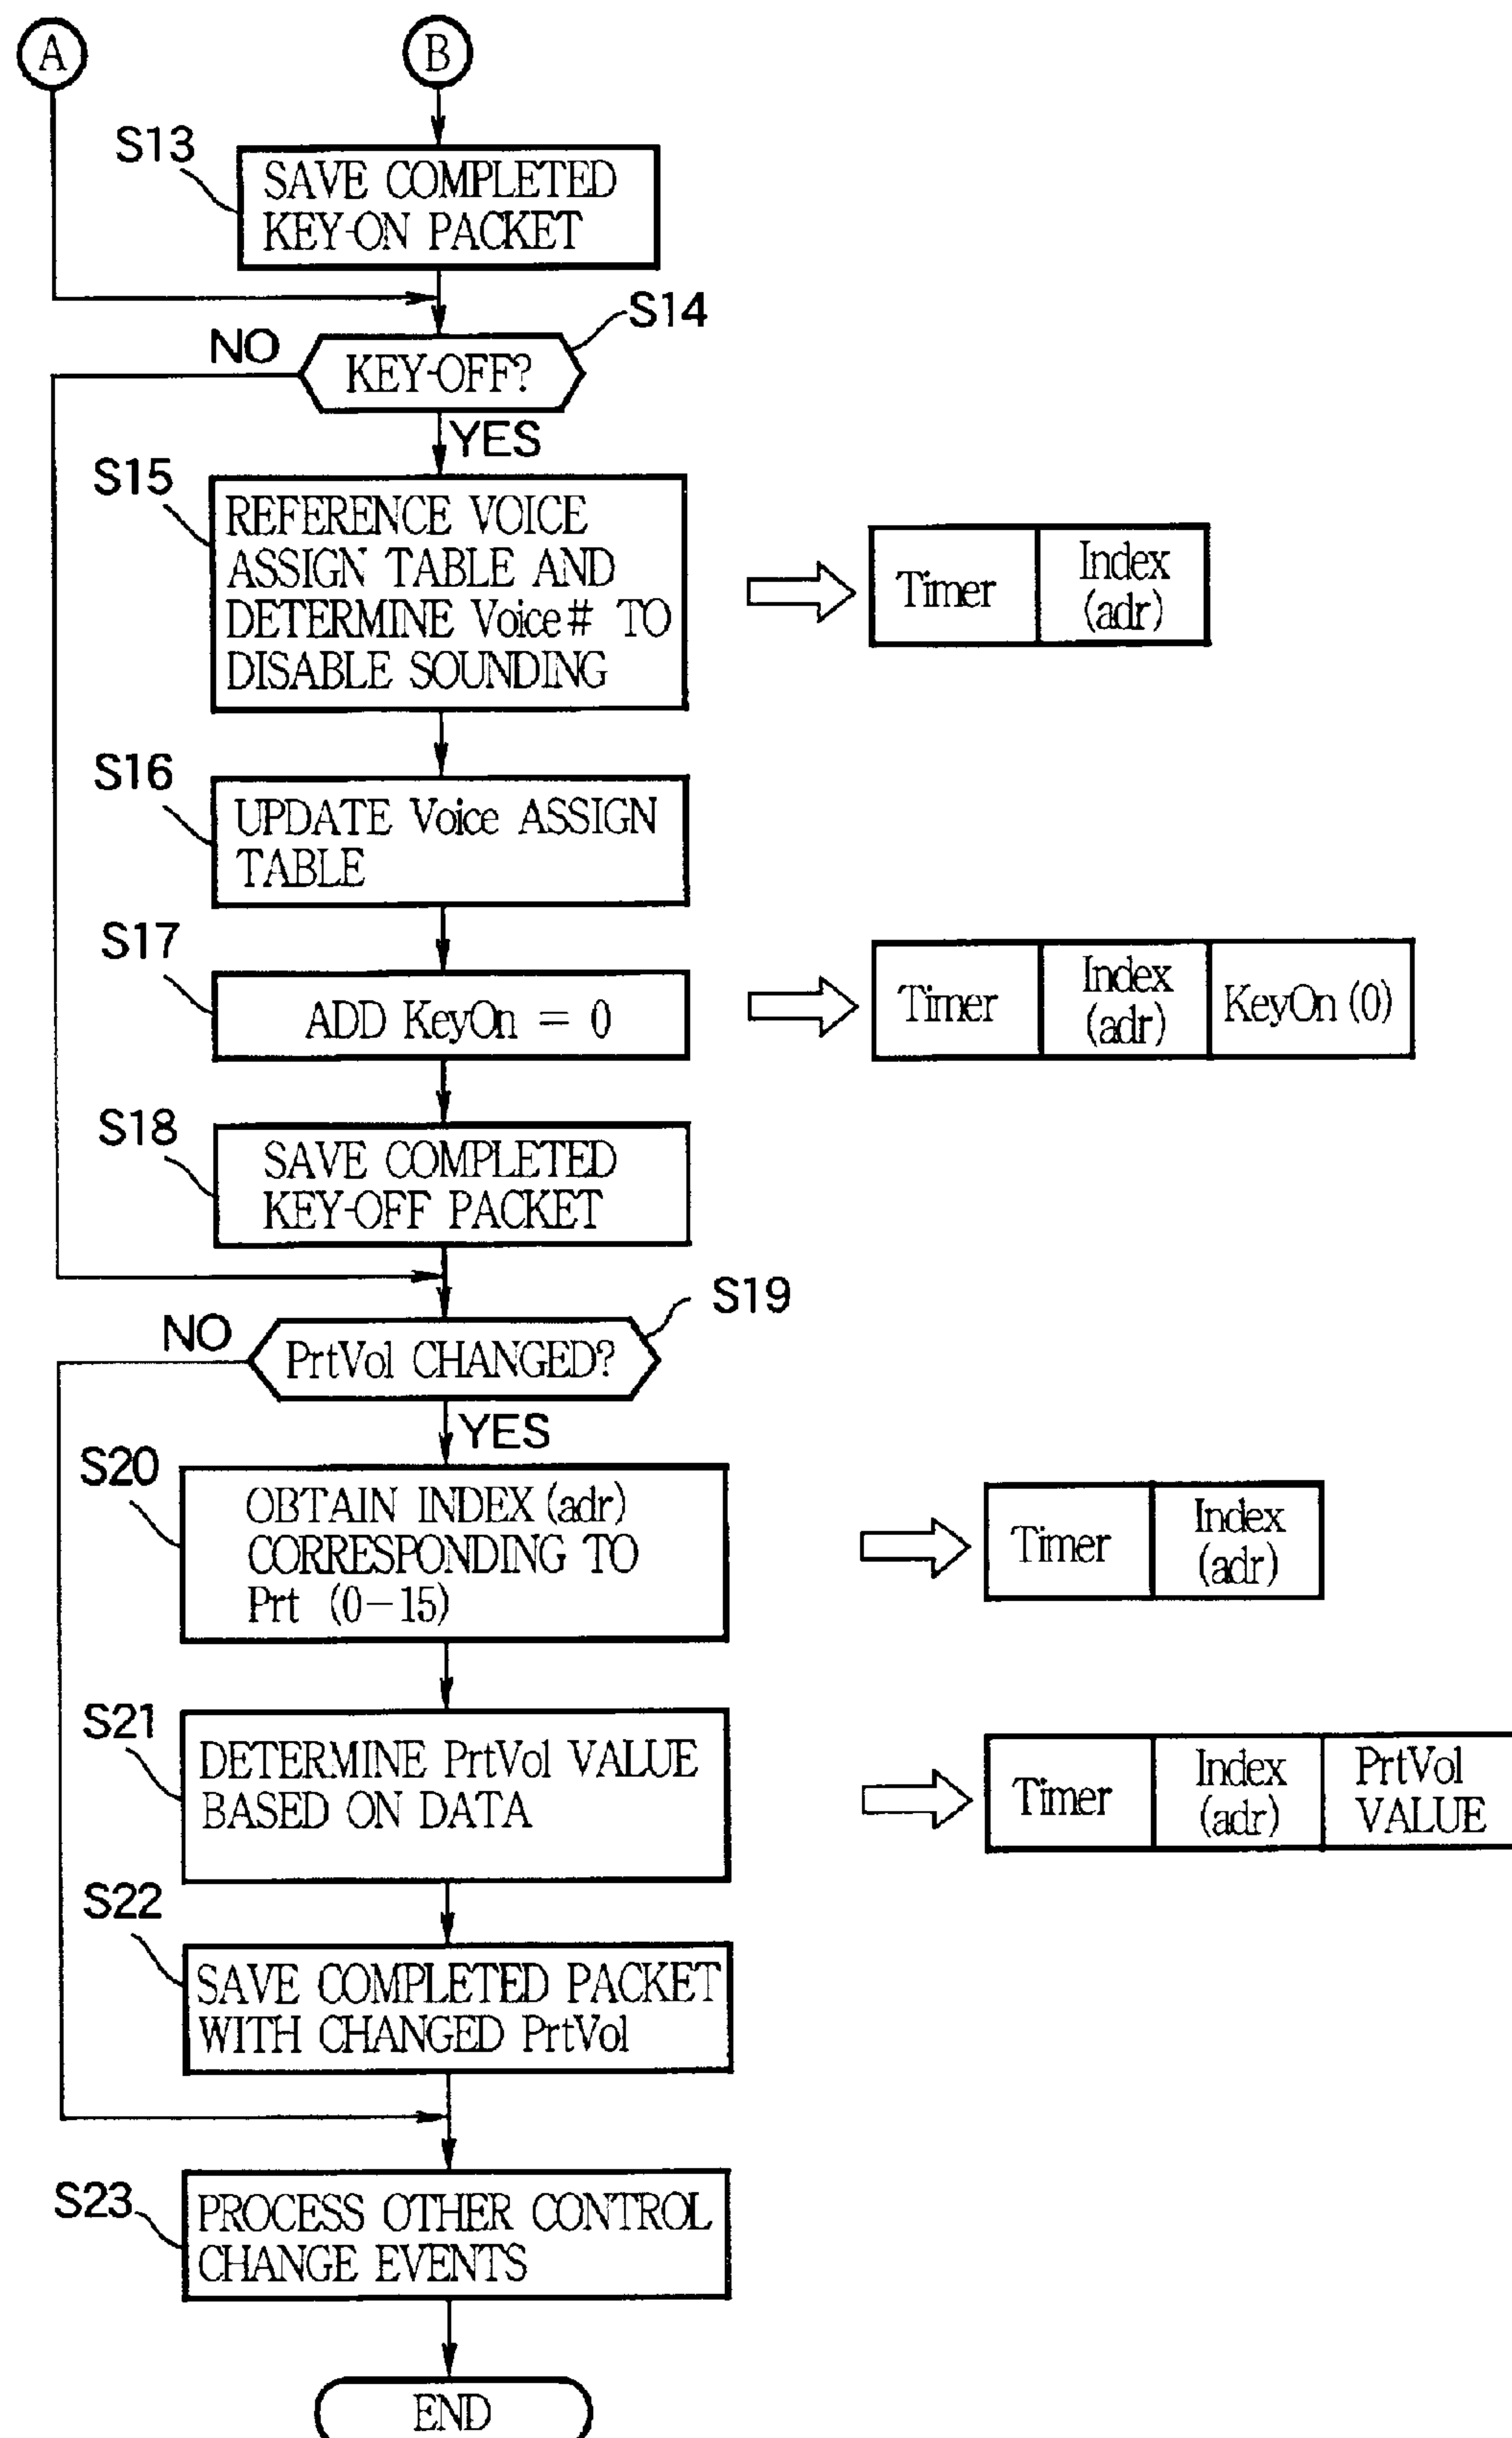 A
B
S13
SAVE COMPLETED
KEY-ON PACKET
S14
NO
KEY-OFF?
YES
S15
REFERENCE VOICE
ASSIGN TABLE AND
DETERMINE Voice# TO
DISABLE SOUNDING
Timer
Index
(adr)
S16
UPDATE Voice ASSIGN
TABLE
S17
ADD KeyOn = 0
Timer
Index
(adr)
KeyOn (0)
S18
SAVE COMPLETED
KEY-OFF PACKET
S19
NO
PrtVol CHANGED?
YES
S20
OBTAIN INDEX (adr)
CORRESPONDING TO
Prt (0-15)
Timer
Index
(adr)
S21
DETERMINE PrtVol VALUE
BASED ON DATA
Timer
Index
(adr)
PrtVol
VALUE
S22
SAVE COMPLETED PACKET
WITH CHANGED PrtVol
S23
PROCESS OTHER CONTROL
CHANGE EVENTS
END